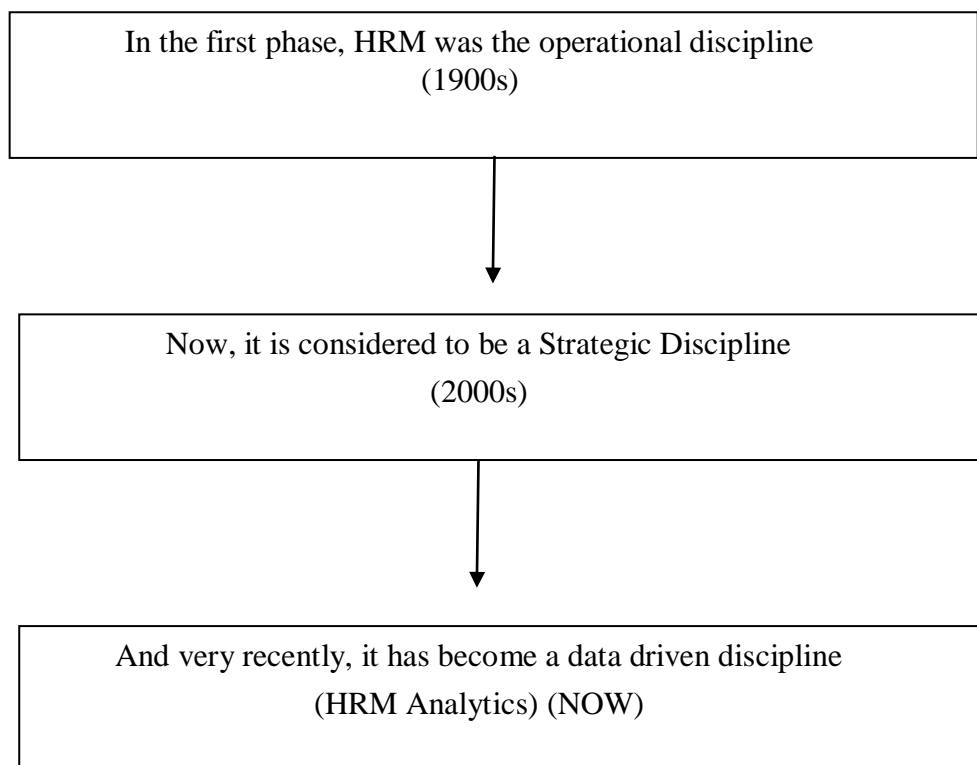 In the first phase, HRM was the operational discipline
(1900s)
Now, it is considered to be a Strategic Discipline
(2000s)
And very recently, it has become a data driven discipline
(HRM Analytics) (NOW)